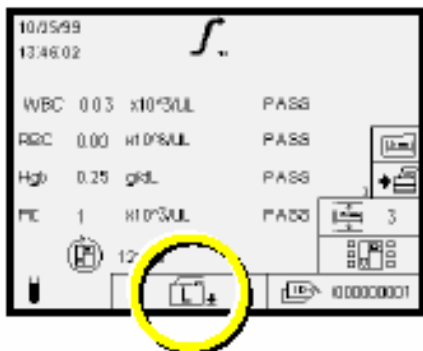 10/05/99
13:46:02
WBC 0.03 x10^3/UL PASS
RBC 0.00 x10^6/UL PASS
Hgb 0.25 g/dL PASS
1 x10^3/UL PASS
3
12
L
1000000001